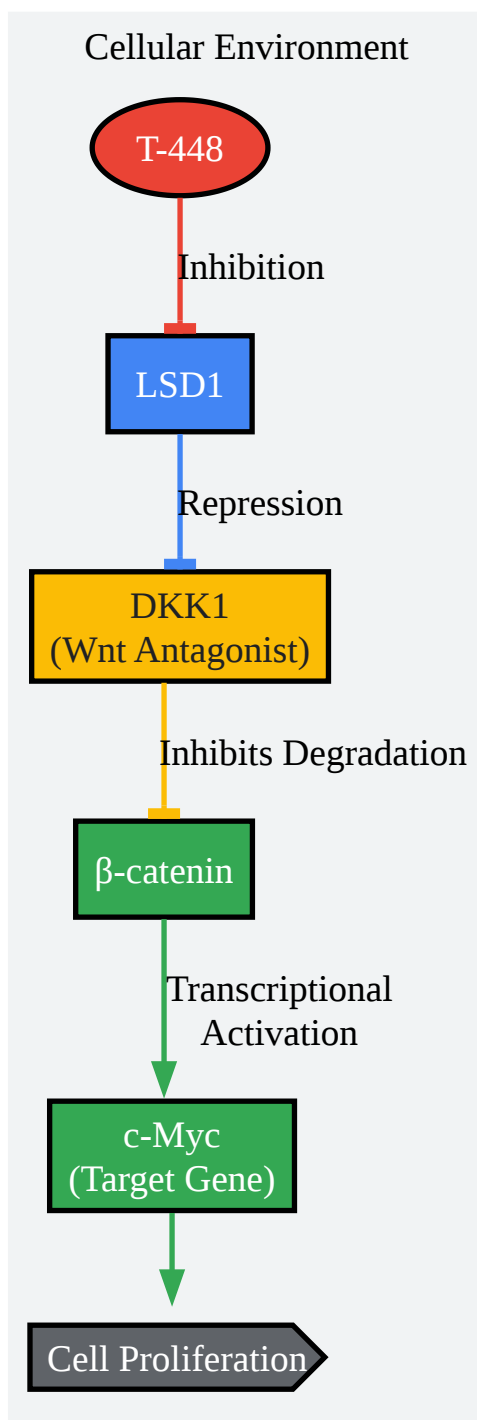 Cellular Environment
T-448
Inhibition
LSD1
Repression
DKK1
(Wnt Antagonist)
Inhibits Degradation
β-catenin
Transcriptional
Activation
c-Myc
(Target Gene)
Cell Proliferation